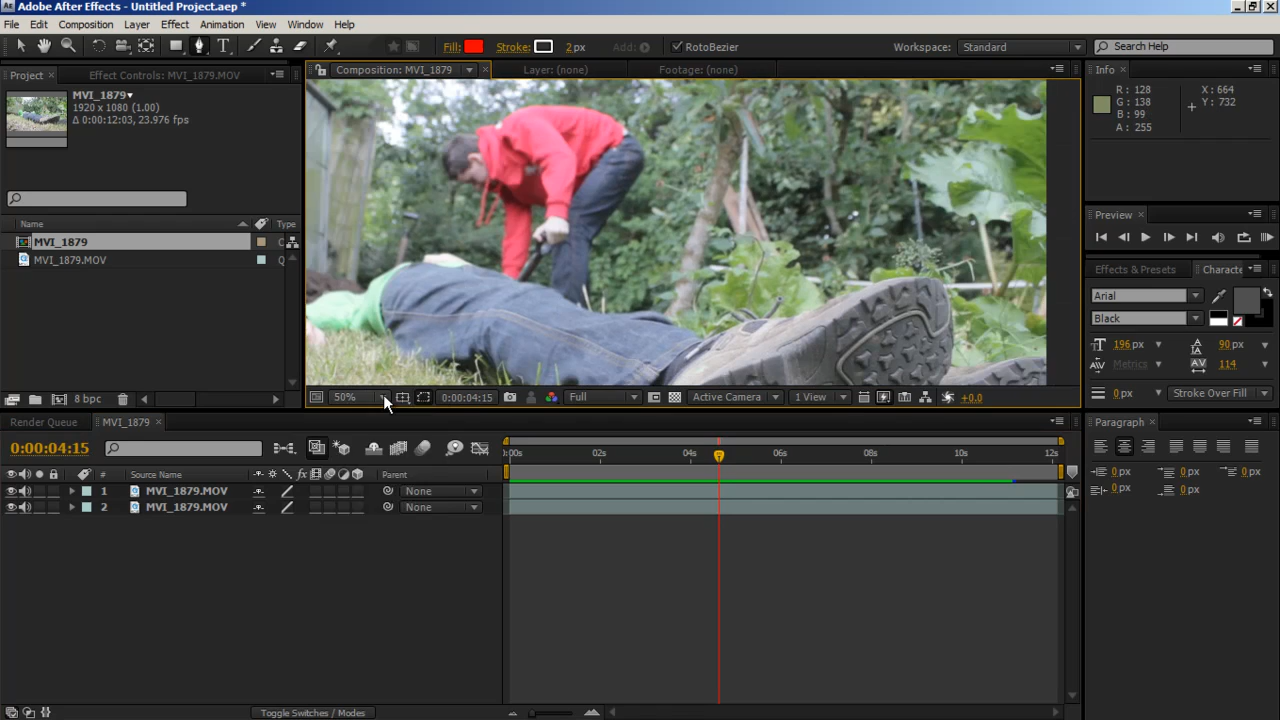 Adobe After Effects - Untitled Project.aep *
File Edit Composition Layer Effect Animation View Window Help
Fill: Stroke: 2 px Add: RotoBezier Workspace: Standard Search Help
Project Effect Controls: MVI_1879.MOV
Composition: MVI_1879 Layer: (none) Footage: (none)
Info
MVI_1879▾
1920 x 1080 (1.00)
Δ 0:00:12:03, 23.976 fps
R : 128
G : 138
B : 99
A : 255
X : 664
Y : 732
Name Type
MVI_1879
MVI_1879.MOV
Preview
Effects & Presets Characte
Arial
Black
196 px 90 px
Metrics 114
0 px Stroke Over Fill
8 bpc
50% 0:00:04:15 Full Active Camera 1 View +0.0
Render Queue MVI_1879
Paragraph
0:00:04:15
:00s 02s 04s 06s 08s 10s 12s
# Source Name Parent
1 MVI_1879.MOV None
2 MVI_1879.MOV None
0 px 0 px 0 px
0 px 0 px
Toggle Switches / Modes